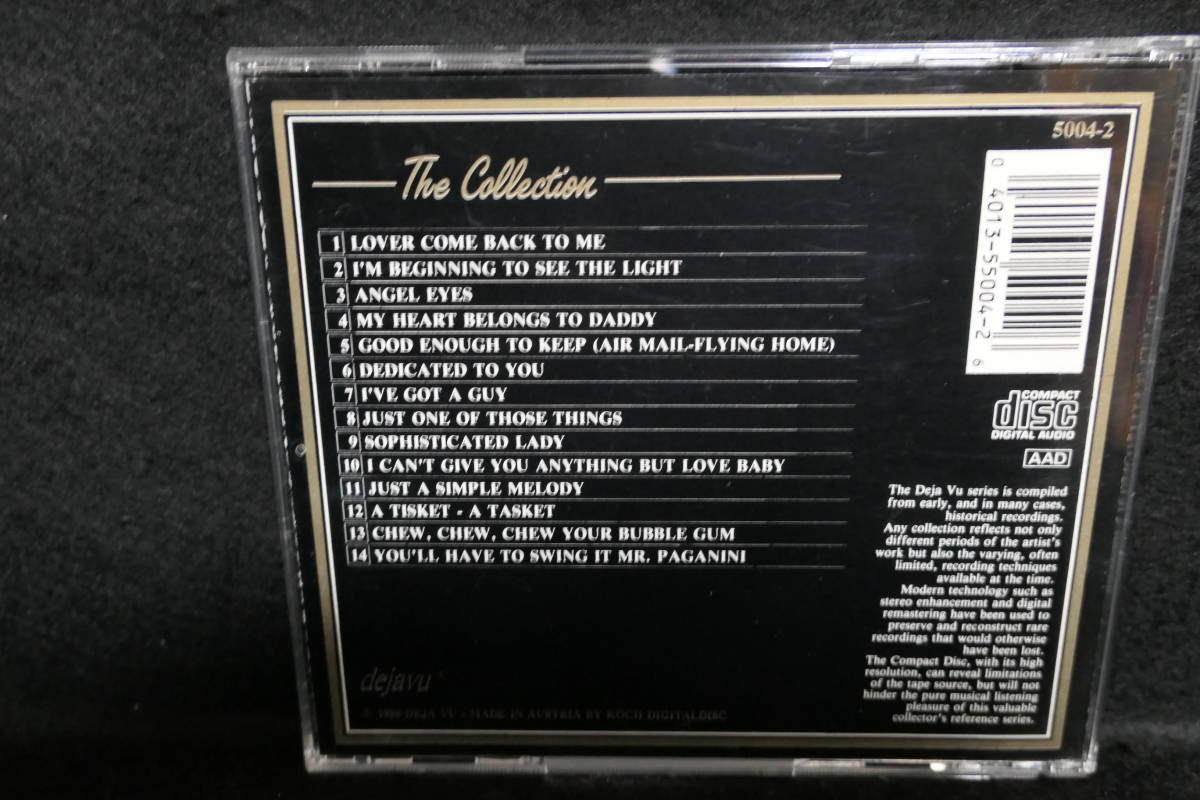 5004-2
The Collection
1 LOVER COME BACK TO ME
2 I'M BEGINNING TO SEE THE LIGHT
3 ANGEL EYES
4 MY HEART BELONGS TO DADDY
5 GOOD ENOUGH TO KEEP (AIR MAIL-FLYING HOME)
6 DEDICATED TO YOU
7 I'VE GOT A GUY
8 JUST ONE OF THOSE THINGS
9 SOPHISTICATED LADY
10 I CAN'T GIVE YOU ANYTHING BUT LOVE BABY
11 JUST A SIMPLE MELODY
12 A TISKET - A TASKET
13 CHEW, CHEW, CHEW YOUR BUBBLE GUM
14 YOU'LL HAVE TO SWING IT MR. PAGANINI
0 4013-55004-2 6
COMPACT
disc
DIGITAL AUDIO
AAD
The Deja Vu series is compiled
from early, and in many cases,
historical recordings.
Any collection reflects not only
different periods of the artist's
work but also the varying, often
limited, recording techniques
available at the time.
Modern technology such as
stereo enhancement and digital
remastering have been used to
preserve and reconstruct rare
recordings that would otherwise
have been lost.
The Compact Disc, with its high
resolution, can reveal limitations
of the tape source, but will not
hinder the pure musical listening
pleasure of this valuable
collector's reference series.
dejavu
DEJA VU - MADE IN AUSTRIA BY KOCH DIGITALDISC